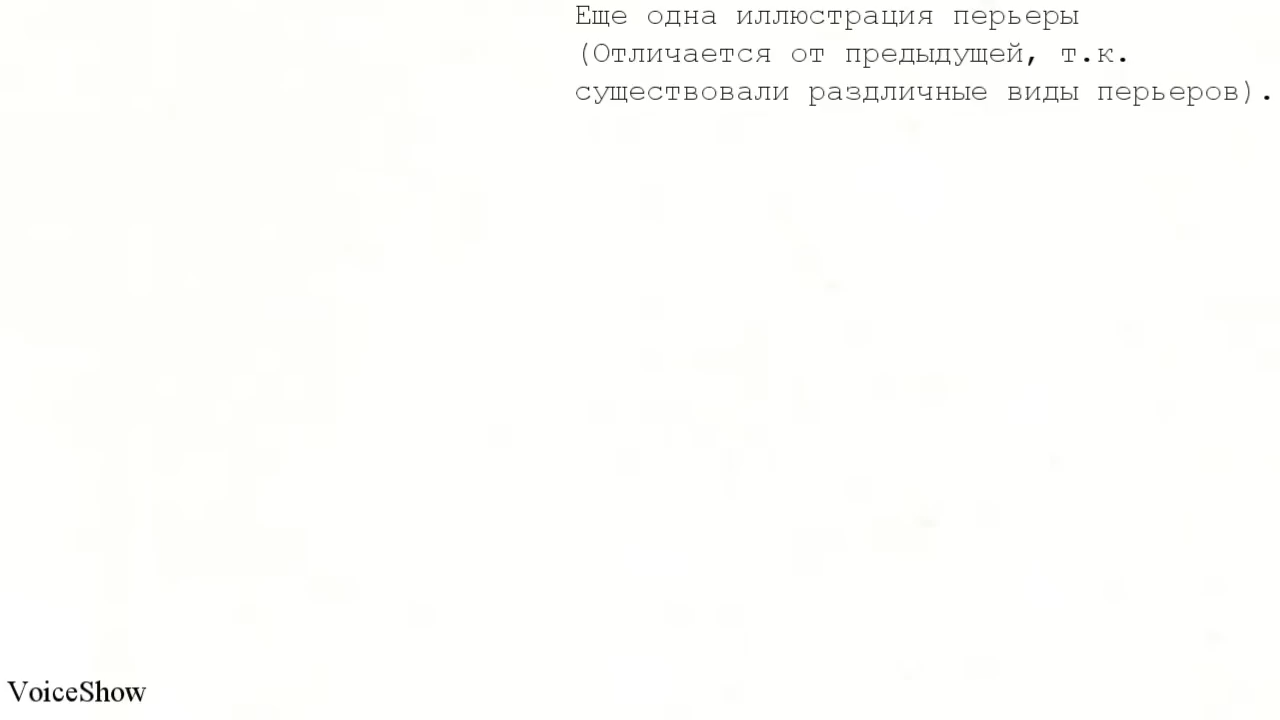 Еще одна иллюстрация перьеры
(Отличается от предыдущей, т.к.
существовали раздличные виды перьеров).
VoiceShow